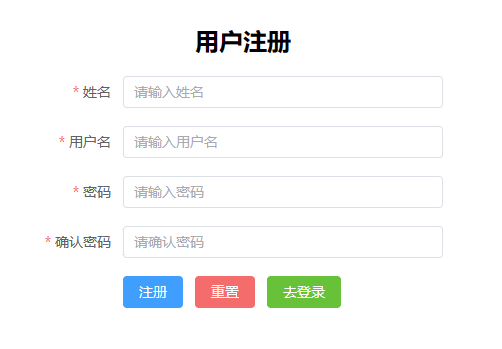 用户注册
* 姓名 请输入姓名
* 用户名 请输入用户名
* 密码 请输入密码
* 确认密码 请确认密码
注册 重置 去登录